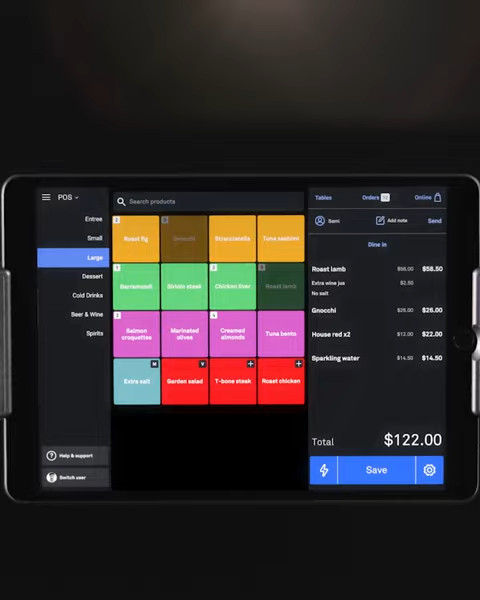 POS
Entree
Small
Large
Dessert
Cold Drinks
Beer & Wine
Spirits
Help & support
Switch user
Search products
Roast fig
Gnocchi
Stracciatella
Tuna sashimi
Barramundi
Sirloin steak
Chicken liver
Roast lamb
Salmon croquettes
Marinated olives
Creamed almonds
Tuna bento
Extra salt
M
Garden salad
V
T-bone steak
Roast chicken
Tables
Orders
Online
Sami
Add note
Send
Dine in
Roast lamb $56.00 $58.50
Extra wine jus $2.50
No salt
Gnocchi $26.00 $26.00
House red x2 $12.00 $22.00
Sparkling water $14.50 $14.50
Total $122.00
Save